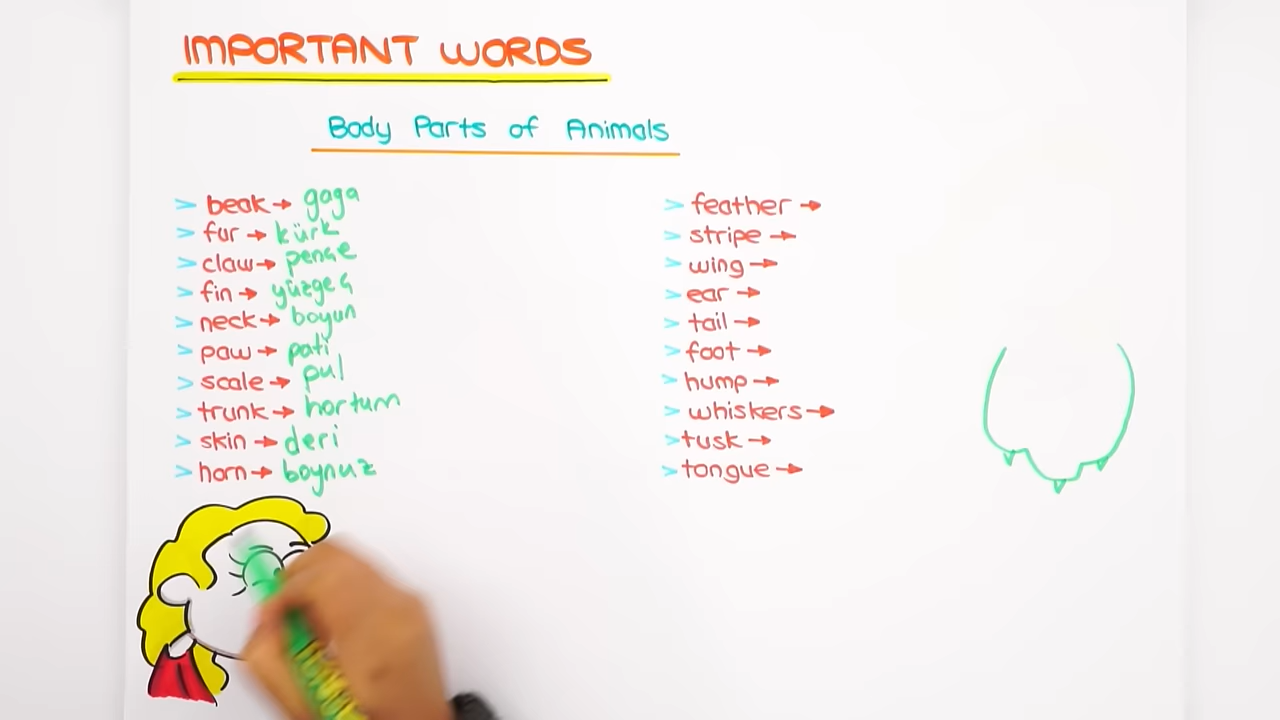 IMPORTANT WORDS
Body Parts of Animals
> beak → gaga
> fur → kürk
> claw → pençe
> fin → yüzgeç
> neck → boyun
> paw → pati
> scale → pul
> trunk → hortum
> skin → deri
> horn → boynuz
> feather →
> stripe →
> wing →
> ear →
> tail →
> foot →
> hump →
> whiskers →
> tusk →
> tongue →